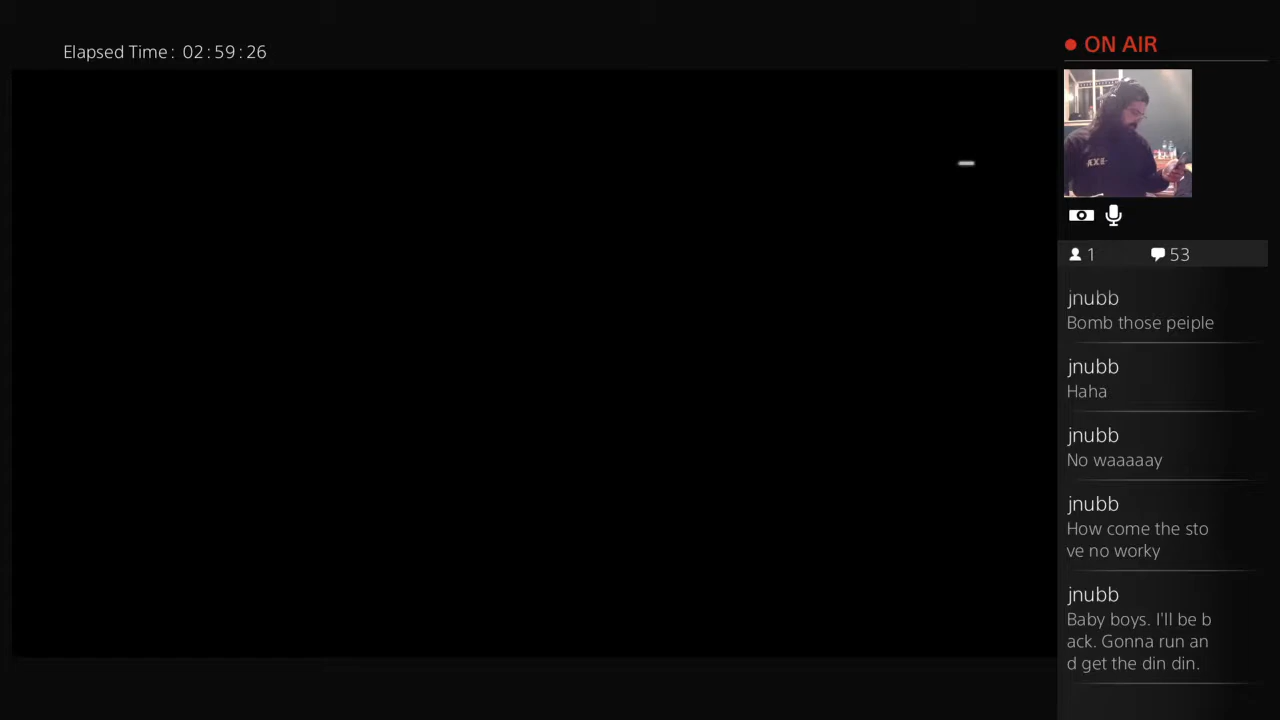 Elapsed Time: 02:59:26
ON AIR
1
53
jnubb
Bomb those peiple
jnubb
Haha
jnubb
No waaaaay
jnubb
How come the sto
ve no worky
jnubb
Baby boys. I'll be b
ack. Gonna run an
d get the din din.